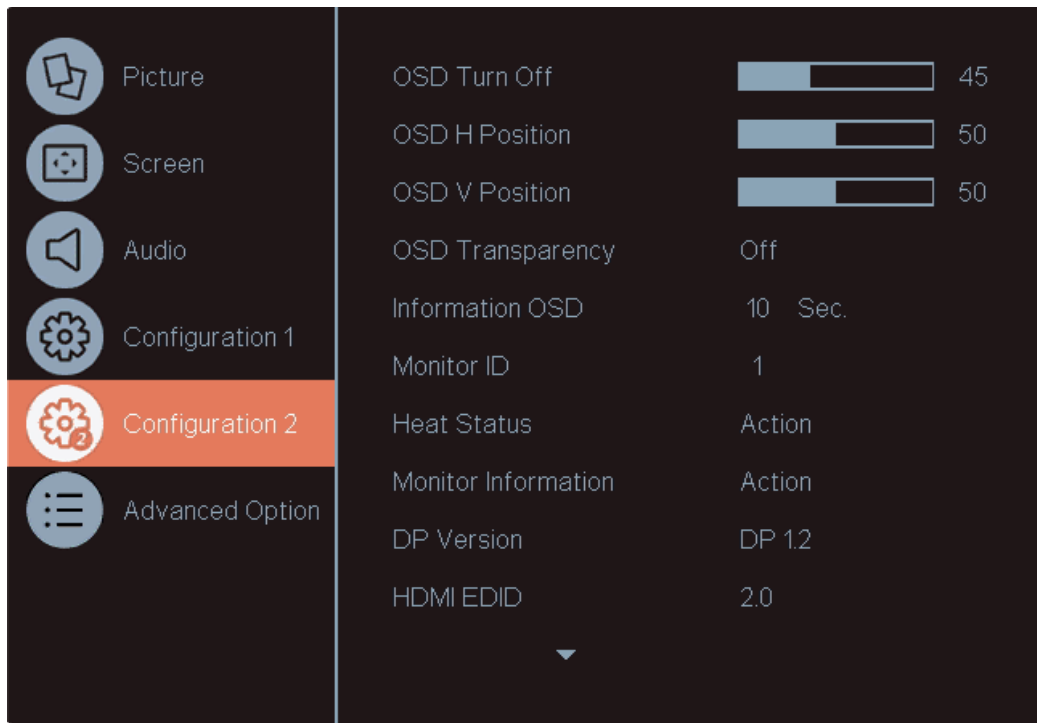 Picture
Screen
Audio
Configuration 1
Configuration 2
Advanced Option
OSD Turn Off 45
OSD H Position 50
OSD V Position 50
OSD Transparency Off
Information OSD 10 Sec.
Monitor ID 1
Heat Status Action
Monitor Information Action
DP Version DP 1.2
HDMI EDID 2.0